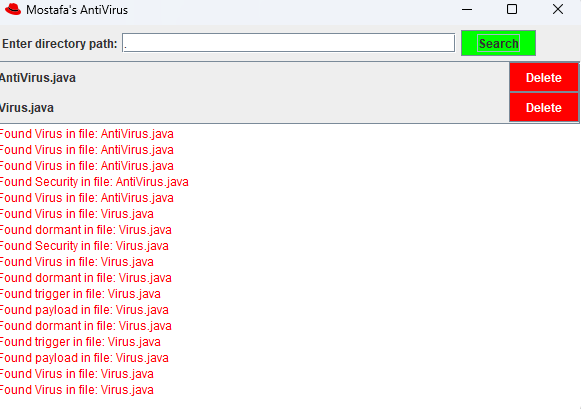 Mostafa's AntiVirus
Enter directory path: . Search
AntiVirus.java Delete
Virus.java Delete
Found Virus in file: AntiVirus.java
Found Virus in file: AntiVirus.java
Found Virus in file: AntiVirus.java
Found Security in file: AntiVirus.java
Found Virus in file: AntiVirus.java
Found Virus in file: Virus.java
Found dormant in file: Virus.java
Found Security in file: Virus.java
Found Virus in file: Virus.java
Found dormant in file: Virus.java
Found trigger in file: Virus.java
Found payload in file: Virus.java
Found dormant in file: Virus.java
Found trigger in file: Virus.java
Found payload in file: Virus.java
Found Virus in file: Virus.java
Found Virus in file: Virus.java